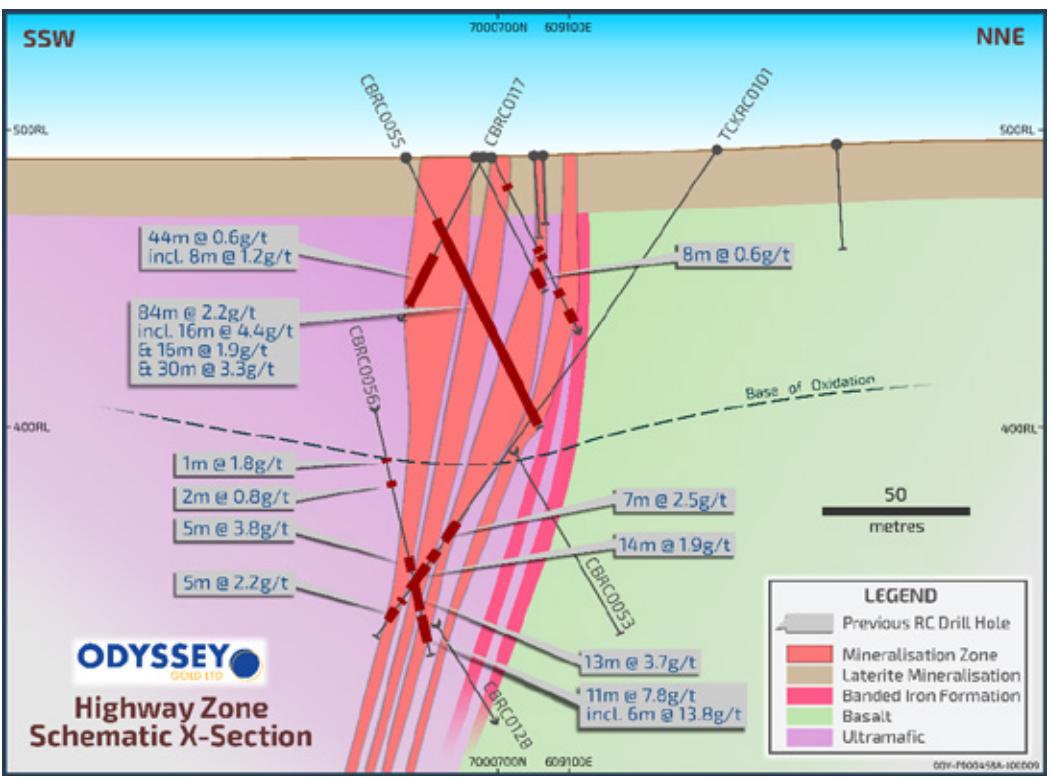 SSW
7000700N 609100E
NNE
CBRC0055
CBRC0117
TCKRC0101
500RL
500RL
44m @ 0.6g/t
incl. 8m @ 1.2g/t
8m @ 0.6g/t
84m @ 2.2g/t
incl. 16m @ 4.4g/t
& 15m @ 1.9g/t
& 30m @ 3.3g/t
CBRC0056
Base of Oxidation
400RL
400RL
1m @ 1.8g/t
2m @ 0.8g/t
5m @ 3.8g/t
5m @ 2.2g/t
7m @ 2.5g/t
14m @ 1.9g/t
50
metres
CBRC0053
13m @ 3.7g/t
11m @ 7.8g/t
incl. 6m @ 13.8g/t
CBRC0128
ODYSSEY
GOLD LTD
Highway Zone
Schematic X-Section
LEGEND
Previous RC Drill Hole
Mineralisation Zone
Laterite Mineralisation
Banded Iron Formation
Basalt
Ultramafic
7000700N 609100E